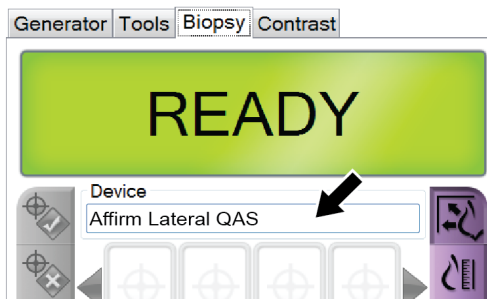 Generator Tools Biopsy Contrast
READY
Device
Affirm Lateral QAS